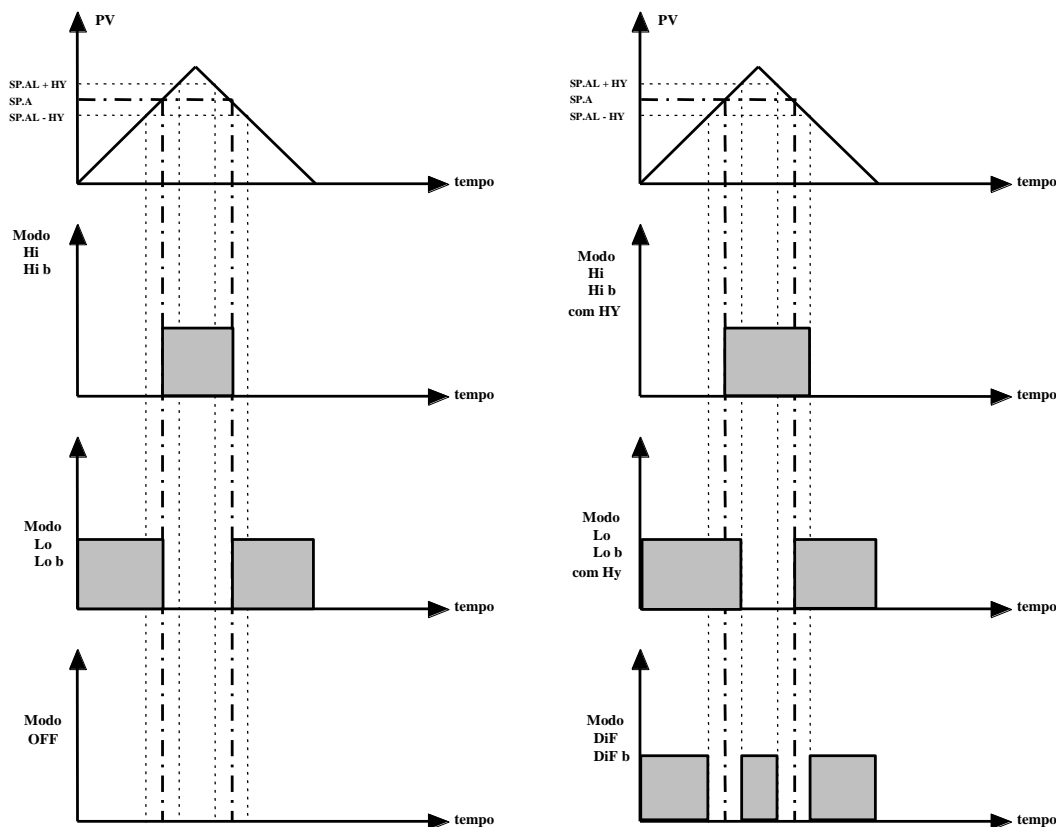 PV
SP.AL + HY
SP.A
SP.AL - HY
tempo
Modo
Hi
Hi b
tempo
Modo
Lo
Lo b
tempo
Modo
OFF
tempo
PV
SP.AL + HY
SP.A
SP.AL - HY
tempo
Modo
Hi
Hi b
com HY
tempo
Modo
Lo
Lo b
com Hy
tempo
Modo
DiF
DiF b
tempo